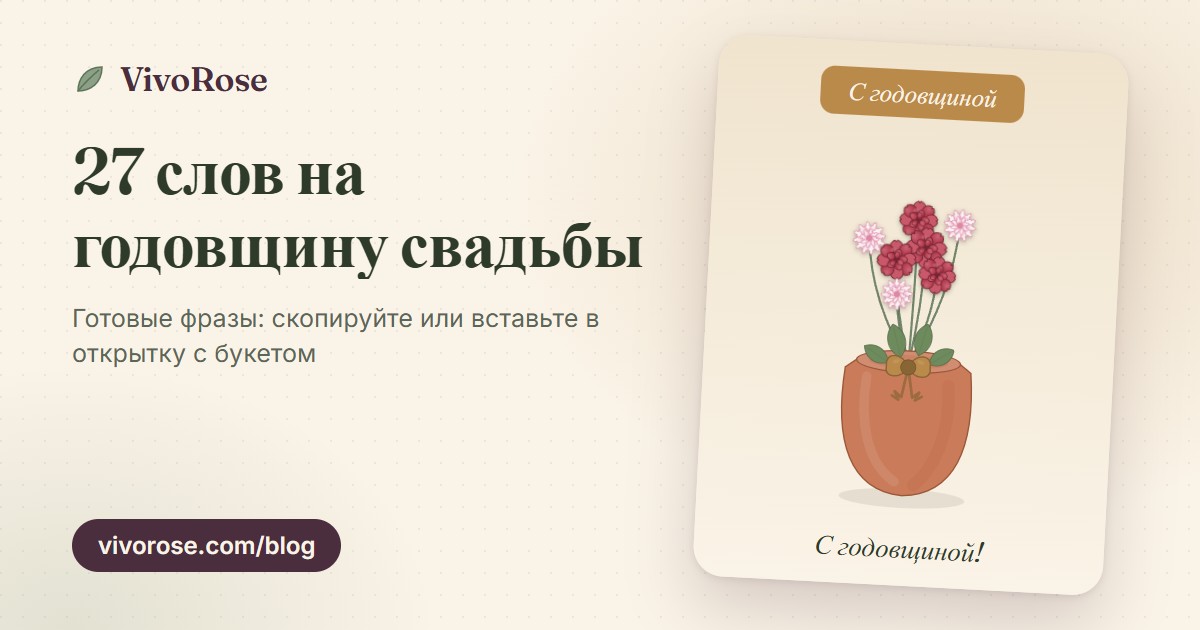 VivoRose
27 слов на
годовщину свадьбы
Готовые фразы: скопируйте или вставьте в
открытку с букетом
vivorose.com/blog
С годовщиной
С годовщиной!